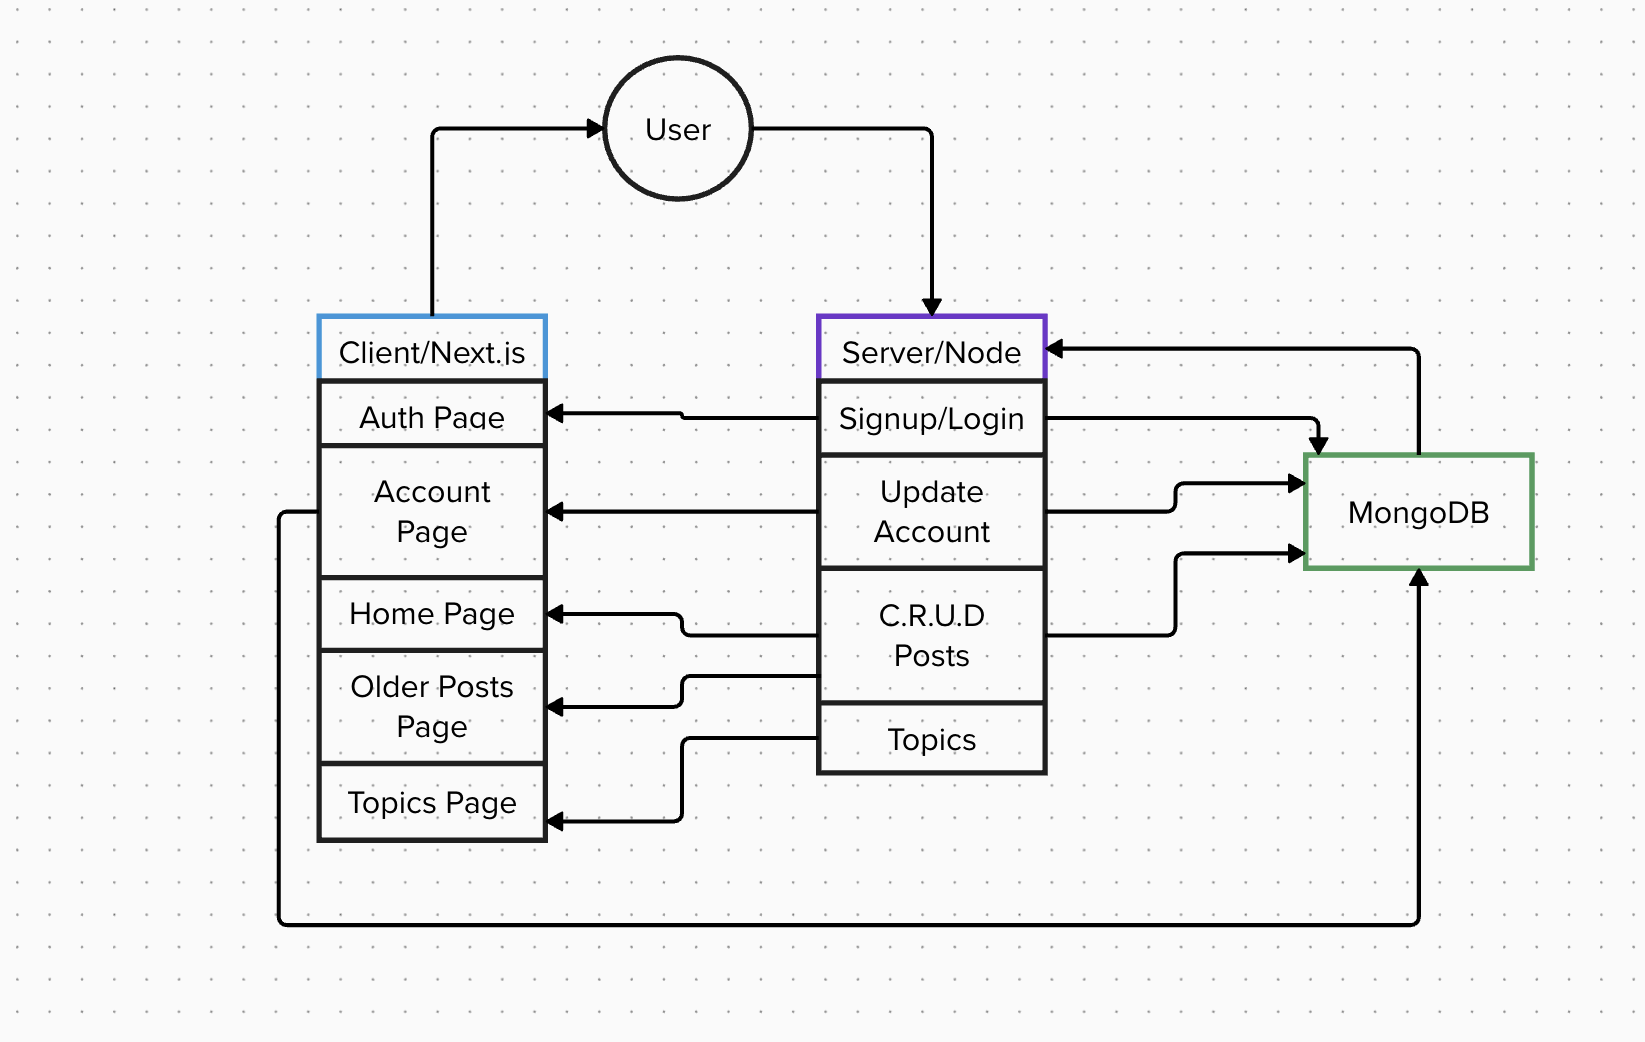 User
Client/Next.js
Auth Page
Account
Page
Home Page
Older Posts
Page
Topics Page
Server/Node
Signup/Login
Update
Account
C.R.U.D
Posts
Topics
MongoDB